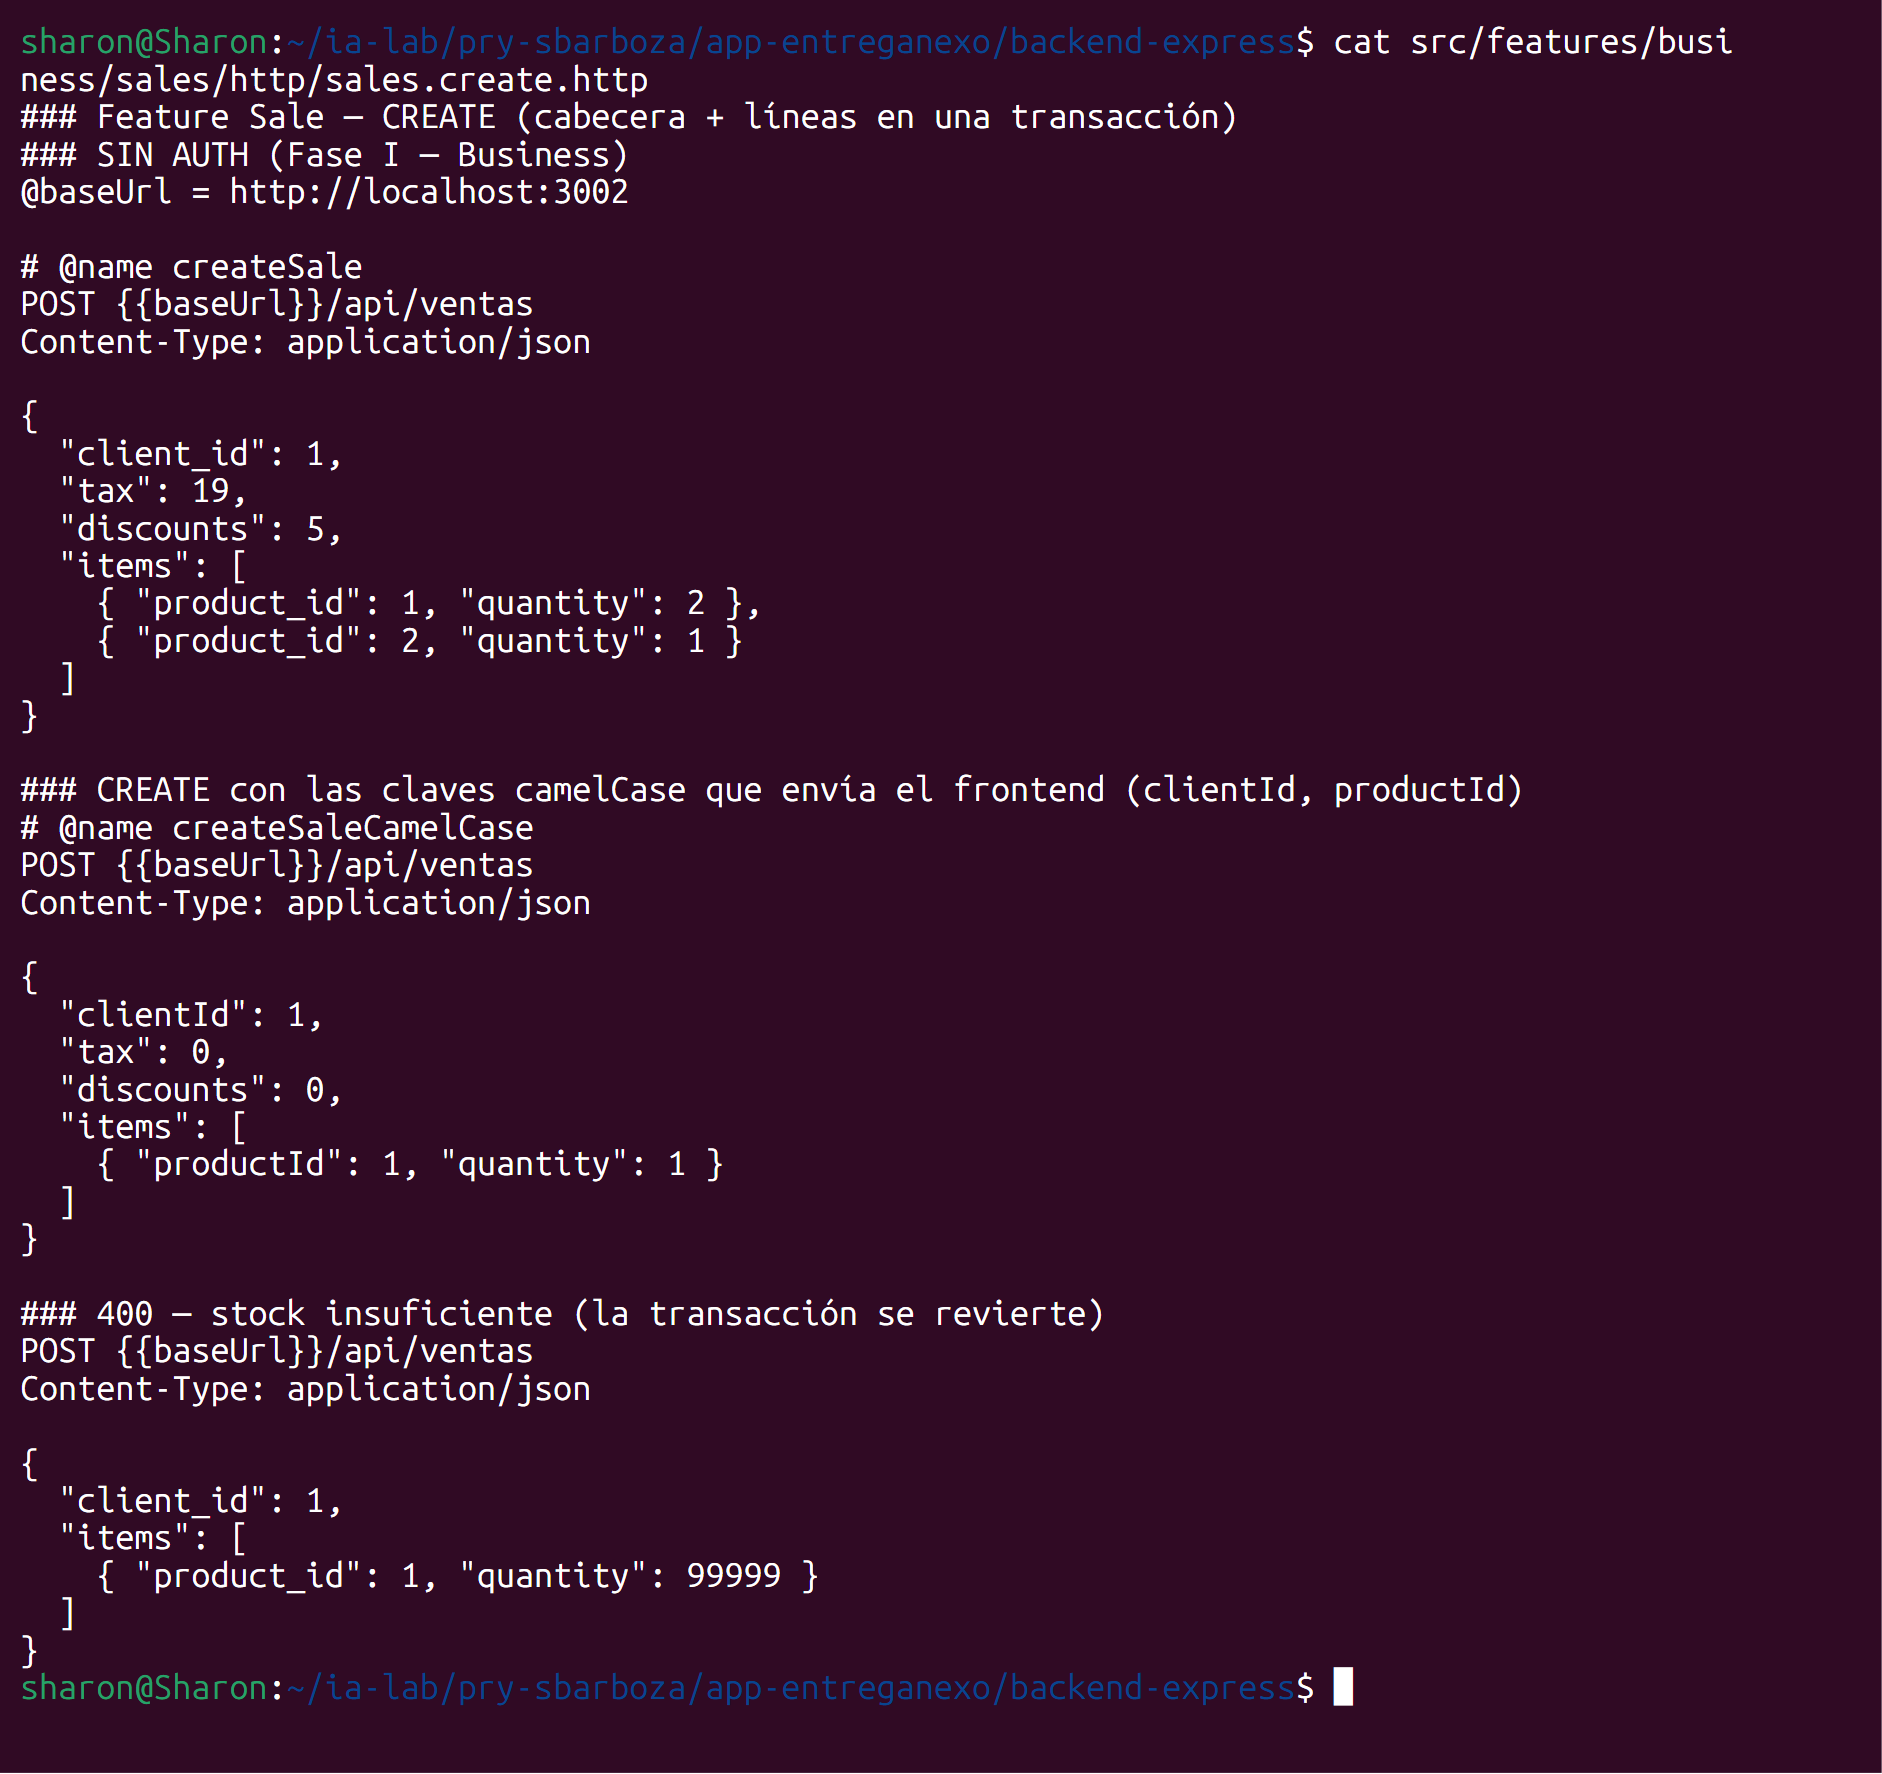 sharon@Sharon:~/ia-lab/pry-sbarboza/app-entreganexo/backend-express$ cat src/features/busi
ness/sales/http/sales.create.http
### Feature Sale — CREATE (cabecera + líneas en una transacción)
### SIN AUTH (Fase I — Business)
@baseUrl = http://localhost:3002

# @name createSale
POST {{baseUrl}}/api/ventas
Content-Type: application/json

{
  "client_id": 1,
  "tax": 19,
  "discounts": 5,
  "items": [
    { "product_id": 1, "quantity": 2 },
    { "product_id": 2, "quantity": 1 }
  ]
}

### CREATE con las claves camelCase que envía el frontend (clientId, productId)
# @name createSaleCamelCase
POST {{baseUrl}}/api/ventas
Content-Type: application/json

{
  "clientId": 1,
  "tax": 0,
  "discounts": 0,
  "items": [
    { "productId": 1, "quantity": 1 }
  ]
}

### 400 — stock insuficiente (la transacción se revierte)
POST {{baseUrl}}/api/ventas
Content-Type: application/json

{
  "client_id": 1,
  "items": [
    { "product_id": 1, "quantity": 99999 }
  ]
}
sharon@Sharon:~/ia-lab/pry-sbarboza/app-entreganexo/backend-express$